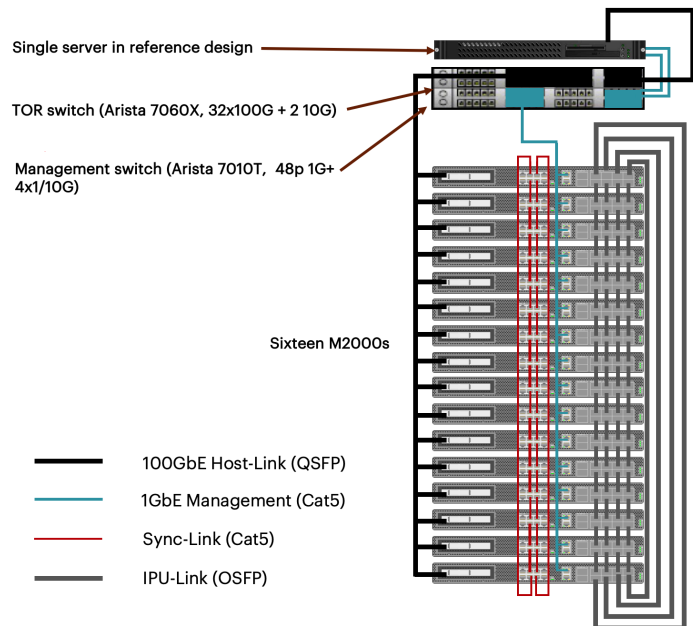 Single server in reference design
TOR switch (Arista 7060X, 32x100G + 2 10G)
Management switch (Arista 7010T, 48p 1G+
4x1/10G)
Sixteen M2000s
100GbE Host-Link (QSFP)
1GbE Management (Cat5)
Sync-Link (Cat5)
IPU-Link (OSFP)